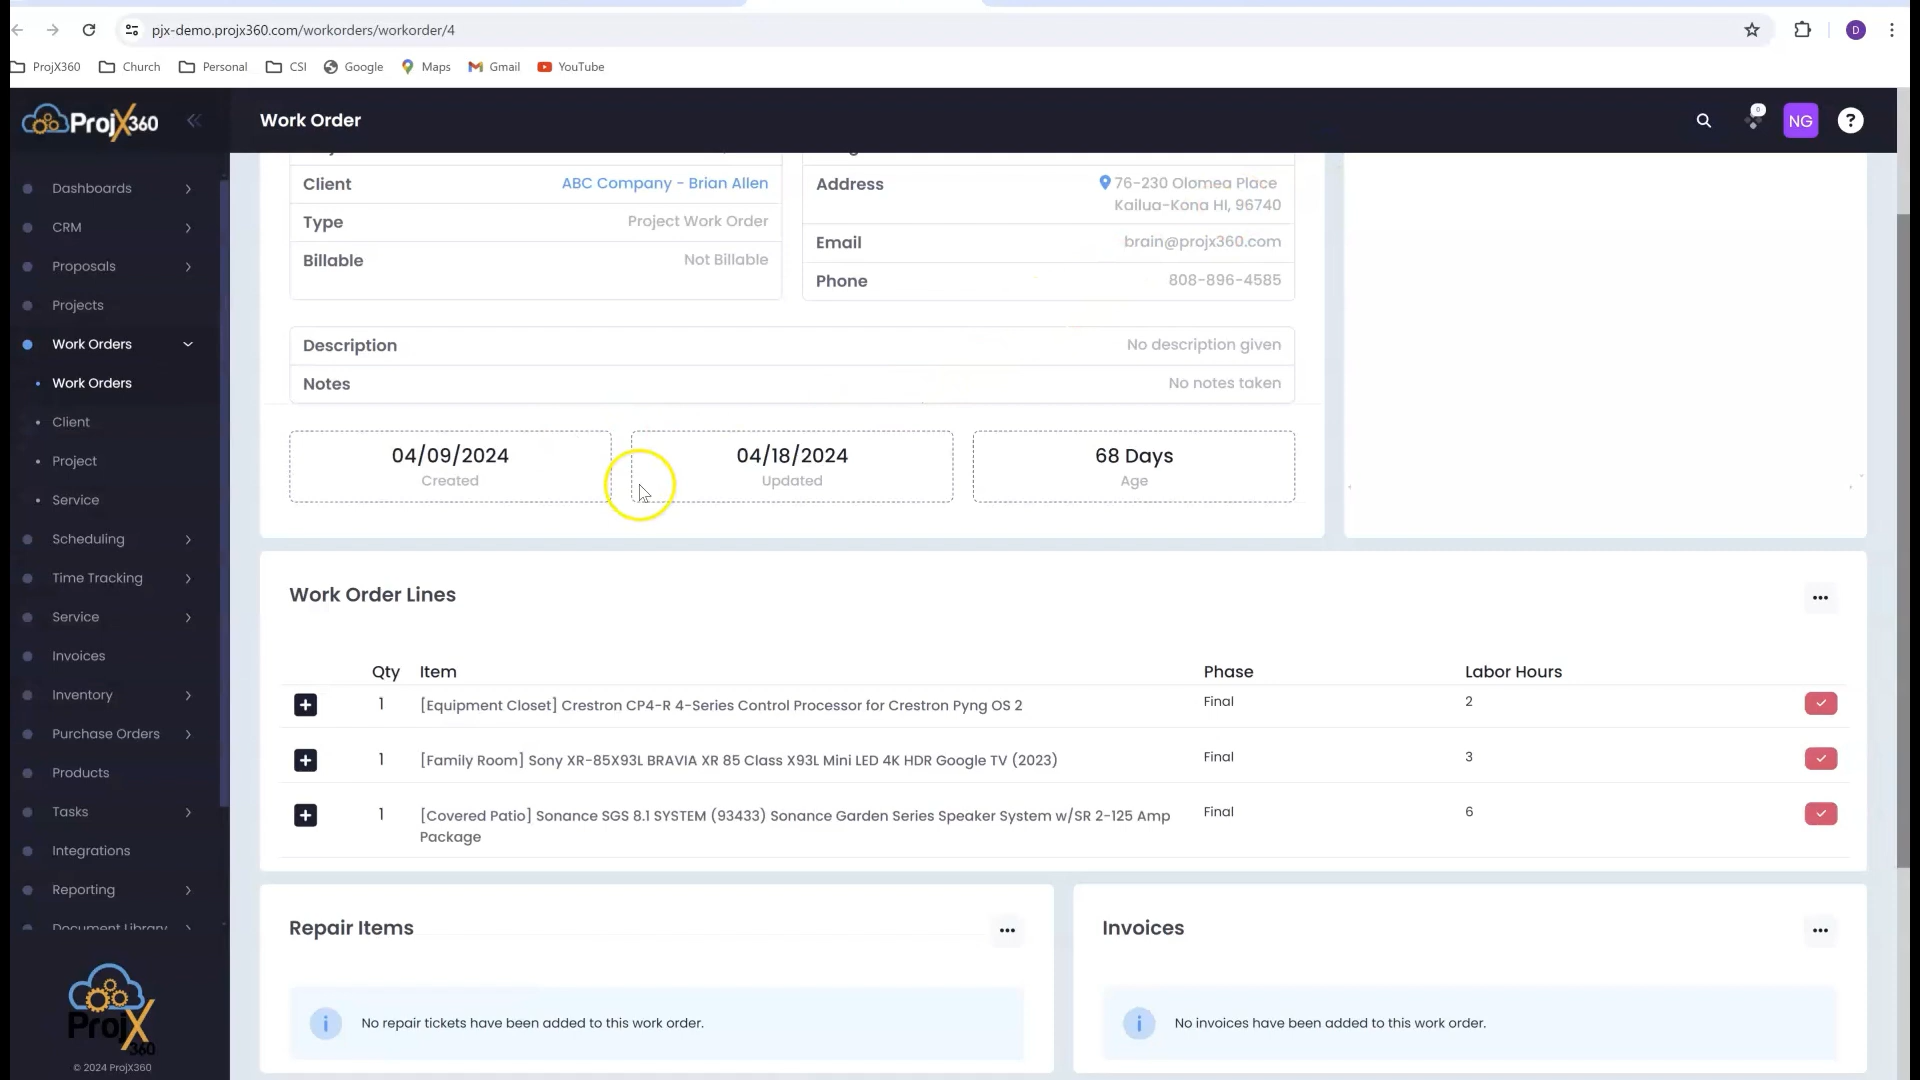 pjx-demo.projx360.com/workorders/workorder/4
D
ProjX360
Church
Personal
CSI
Google
Maps
Gmail
YouTube
ProjX360
Work Order
0
NG
?
Dashboards
CRM
Proposals
Projects
Work Orders
Work Orders
Client
Project
Service
Scheduling
Time Tracking
Service
Invoices
Inventory
Purchase Orders
Products
Tasks
Integrations
Reporting
Document Library
ProjX
360
© 2024 ProjX360
Client ABC Company - Brian Allen
Type Project Work Order
Billable Not Billable
Address 76-230 Olomea Place
Kailua-Kona HI, 96740
Email brain@projx360.com
Phone 808-896-4585
Description No description given
Notes No notes taken
04/09/2024
Created
04/18/2024
Updated
68 Days
Age
Work Order Lines
Qty Item Phase Labor Hours
1 [Equipment Closet] Crestron CP4-R 4-Series Control Processor for Crestron Pyng OS 2 Final 2
1 [Family Room] Sony XR-85X93L BRAVIA XR 85 Class X93L Mini LED 4K HDR Google TV (2023) Final 3
1 [Covered Patio] Sonance SGS 8.1 SYSTEM (93433) Sonance Garden Series Speaker System w/SR 2-125 Amp Final 6
Package
Repair Items
No repair tickets have been added to this work order.
Invoices
No invoices have been added to this work order.